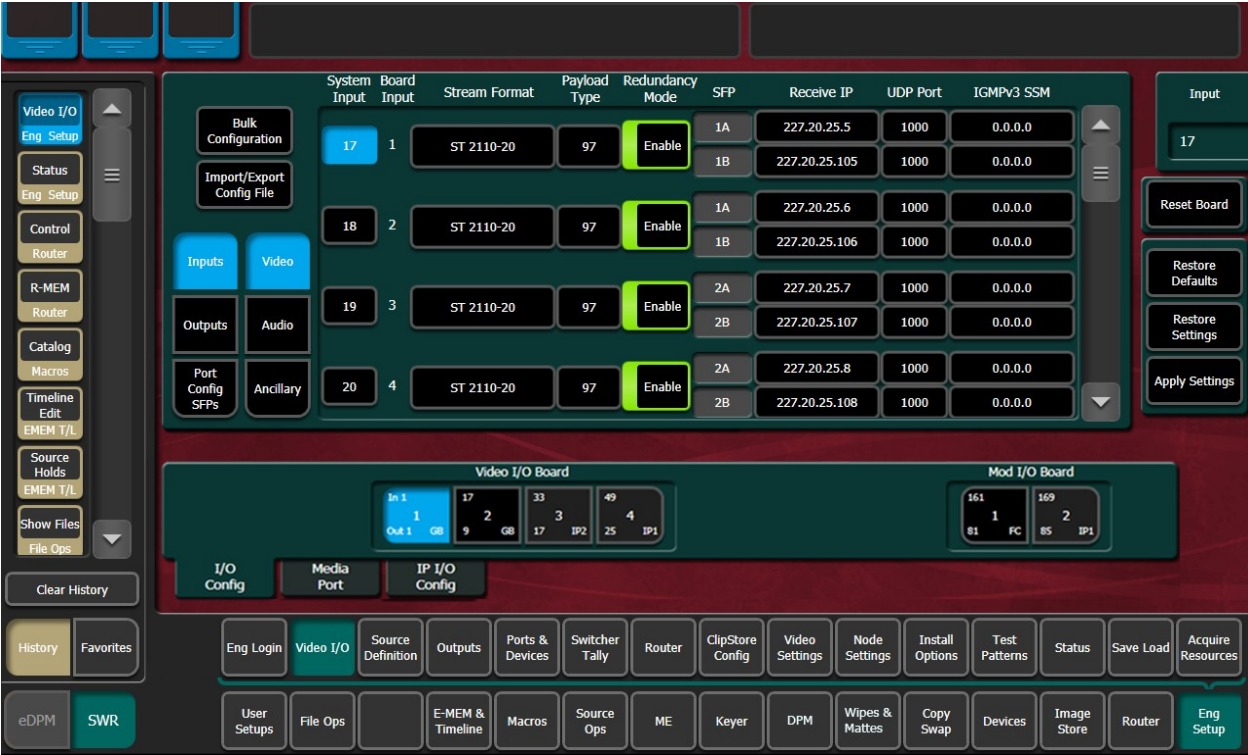 System Input Board Input Stream Format Payload Type Redundancy Mode SFP Receive IP UDP Port IGMPv3 SSM
Video I/O
Eng Setup
Status
Eng Setup
Control
Router
R-MEM
Router
Catalog
Macros
Timeline Edit
EMEM T/L
Source Holds
EMEM T/L
Show Files
File Ops
Clear History
History Favorites
eDPM SWR
Bulk Configuration
Import/Export Config File
Inputs Video
Outputs Audio
Port Config SFPs Ancillary
17 1 ST 2110-20 97 Enable 1A 227.20.25.5 1000 0.0.0.0
1B 227.20.25.105 1000 0.0.0.0
18 2 ST 2110-20 97 Enable 1A 227.20.25.6 1000 0.0.0.0
1B 227.20.25.106 1000 0.0.0.0
19 3 ST 2110-20 97 Enable 2A 227.20.25.7 1000 0.0.0.0
2B 227.20.25.107 1000 0.0.0.0
20 4 ST 2110-20 97 Enable 2A 227.20.25.8 1000 0.0.0.0
2B 227.20.25.108 1000 0.0.0.0
Input
17
Reset Board
Restore Defaults
Restore Settings
Apply Settings
Video I/O Board
In 1 17 33 49
1 2 3 4
Out 1 GB 9 GB 17 IP2 25 IP1
Mod I/O Board
161 169
1 2
81 FC 85 IP1
I/O Config Media Port IP I/O Config
Eng Login Video I/O Source Definition Outputs Ports & Devices Switcher Tally Router ClipStore Config Video Settings Node Settings Install Options Test Patterns Status Save Load Acquire Resources
User Setups File Ops E-MEM & Timeline Macros Source Ops ME Keyer DPM Wipes & Mattes Copy Swap Devices Image Store Router Eng Setup